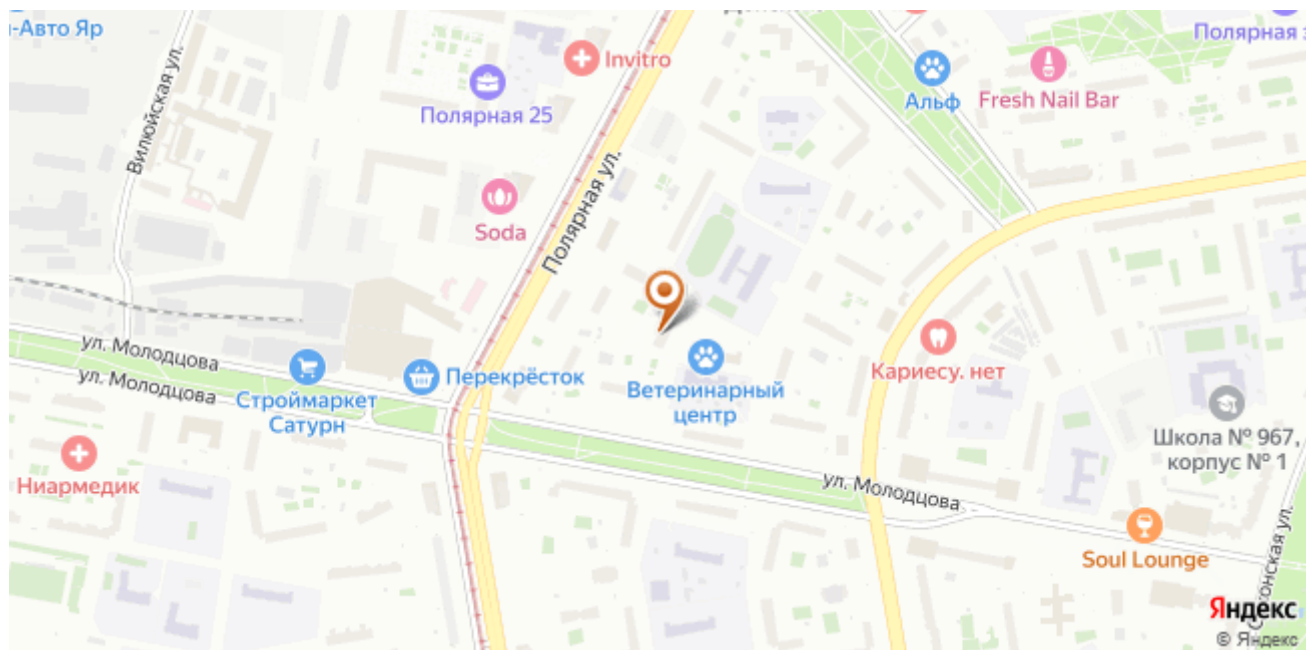 -Авто Яр
Вилюйская ул.
Полярная 25
Invitro
Альф
Fresh Nail Bar
Полярная
Soda
Полярная ул.
ул. Молодцова
ул. Молодцова
Строймаркет
Сатурн
Перекрёсток
Ветеринарный
центр
Кариесу. нет
Школа № 967,
корпус № 1
Ниармедик
ул. Молодцова
Soul Lounge
онская ул.
Яндекс
© Яндекс